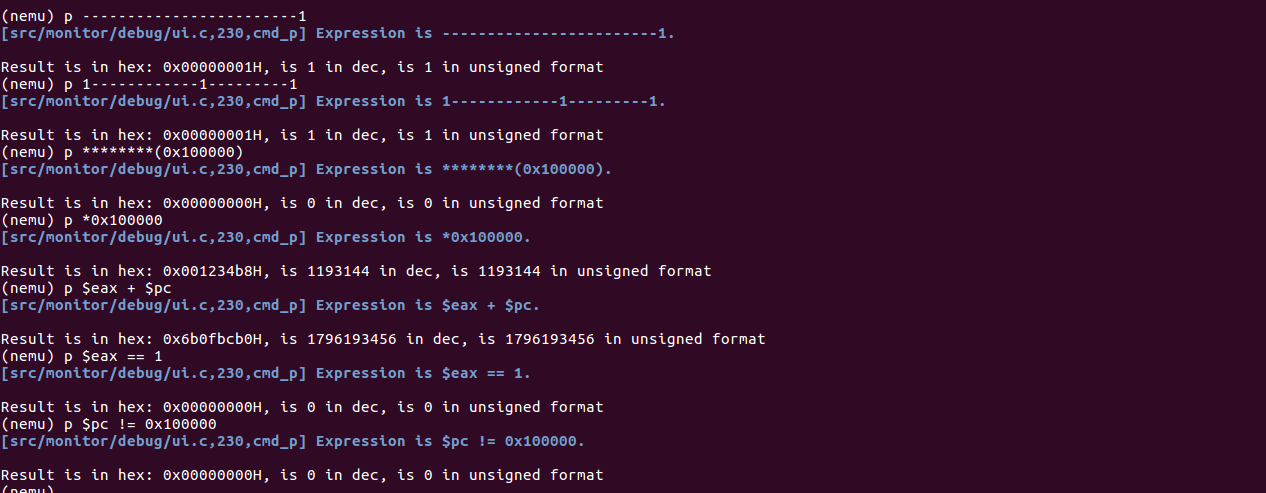 (nemu) p ------------------------1
[src/monitor/debug/ui.c,230,cmd_p] Expression is ------------------------1.
Result is in hex: 0x00000001H, is 1 in dec, is 1 in unsigned format
(nemu) p 1------------1---------1
[src/monitor/debug/ui.c,230,cmd_p] Expression is 1------------1---------1.
Result is in hex: 0x00000001H, is 1 in dec, is 1 in unsigned format
(nemu) p ********(0x100000)
[src/monitor/debug/ui.c,230,cmd_p] Expression is ********(0x100000).
Result is in hex: 0x00000000H, is 0 in dec, is 0 in unsigned format
(nemu) p *0x100000
[src/monitor/debug/ui.c,230,cmd_p] Expression is *0x100000.
Result is in hex: 0x001234b8H, is 1193144 in dec, is 1193144 in unsigned format
(nemu) p $eax + $pc
[src/monitor/debug/ui.c,230,cmd_p] Expression is $eax + $pc.
Result is in hex: 0x6b0fbcb0H, is 1796193456 in dec, is 1796193456 in unsigned format
(nemu) p $eax == 1
[src/monitor/debug/ui.c,230,cmd_p] Expression is $eax == 1.
Result is in hex: 0x00000000H, is 0 in dec, is 0 in unsigned format
(nemu) p $pc != 0x100000
[src/monitor/debug/ui.c,230,cmd_p] Expression is $pc != 0x100000.
Result is in hex: 0x00000000H, is 0 in dec, is 0 in unsigned format
(nemu)